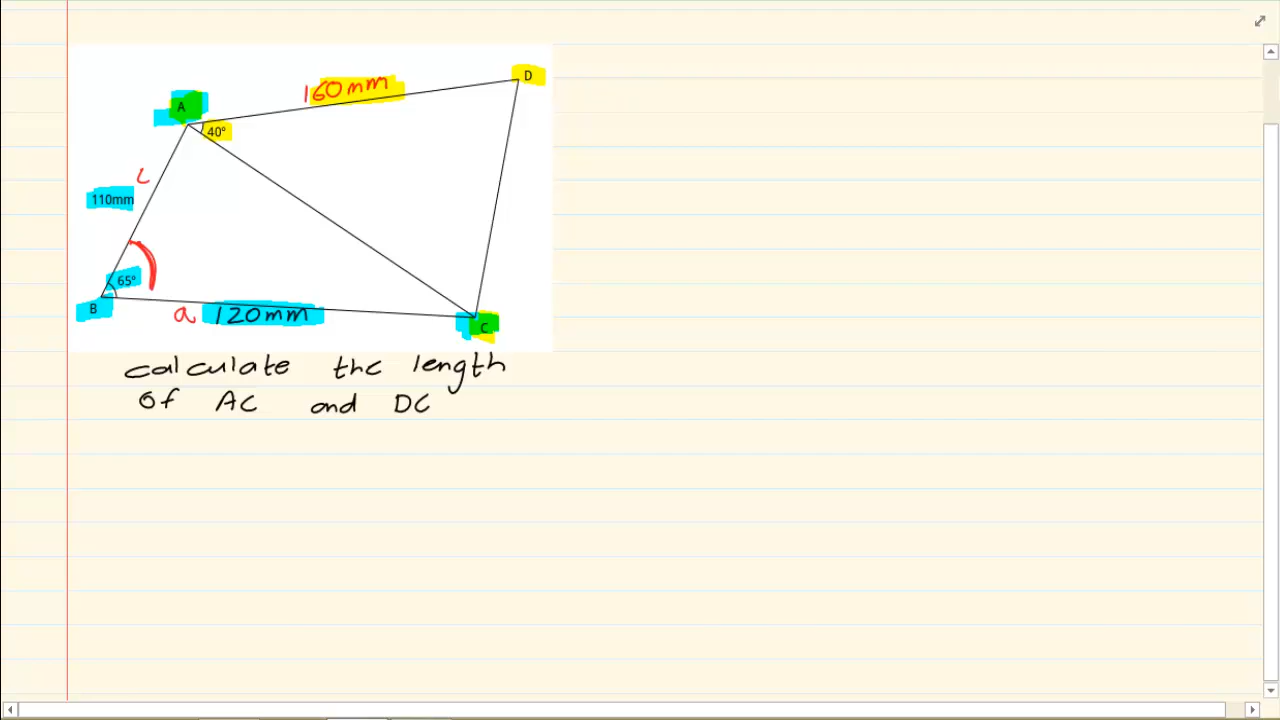 160mm
D
A
40°
c
110mm
65°
B
a 120mm
C
calculate the length
of AC and DC